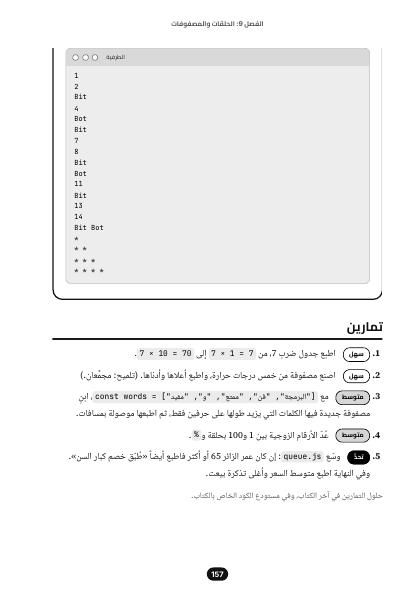 الفصل 9: الحلقات والمصفوفات
الطرفية
1
2
Bit
4
Bot
Bit
7
8
Bit
Bot
11
Bit
13
14
Bit Bot
*
* *
* * *
* * * *
تمارين
1. سهل اطبع جدول ضرب 7، من 7 × 1 = 7 إلى 7 × 10 = 70.
2. سهل اصنع مصفوفة من خمس درجات حرارة، واطبع أعلاها وأدناها. (تلميح: مجمِّعان.)
3. متوسط مع const words = ["البرمجة", "فن", "ممتع", "و", "مفيد"]، ابنِ
مصفوفة جديدة فيها الكلمات التي يزيد طولها على حرفين فقط، ثم اطبعها موصولة بمسافات.
4. متوسط عُدّ الأرقام الزوجية بين 1 و100 بحلقة و %.
5. تحدٍّ وسّع queue.js: إن كان عمر الزائر 65 أو أكثر فاطبع أيضاً «طُبِّق خصم كبار السن».
وفي النهاية اطبع متوسط السعر وأغلى تذكرة بيعت.
حلول التمارين في آخر الكتاب، وفي مستودع الكود الخاص بالكتاب.
157